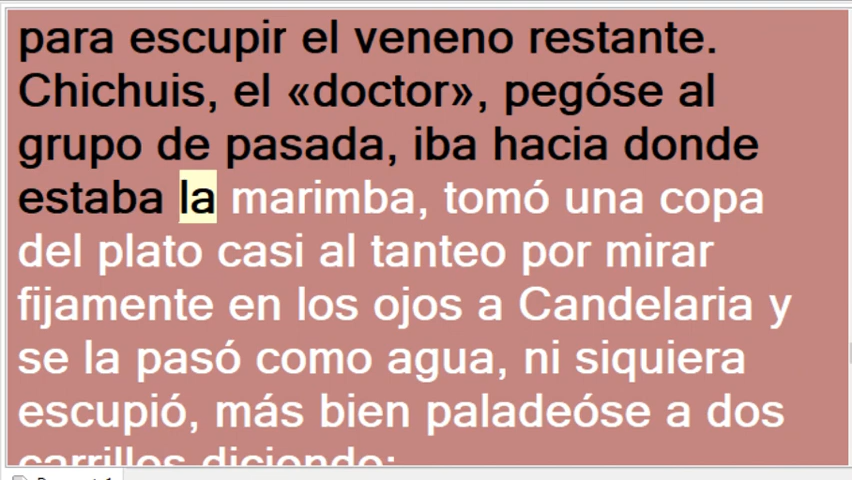 para escupir el veneno restante.
Chichuis, el «doctor», pegóse al
grupo de pasada, iba hacia donde
estaba la marimba, tomó una copa
del plato casi al tanteo por mirar
fijamente en los ojos a Candelaria y
se la pasó como agua, ni siquiera
escupió, más bien paladeóse a dos
carrillos diciendo: